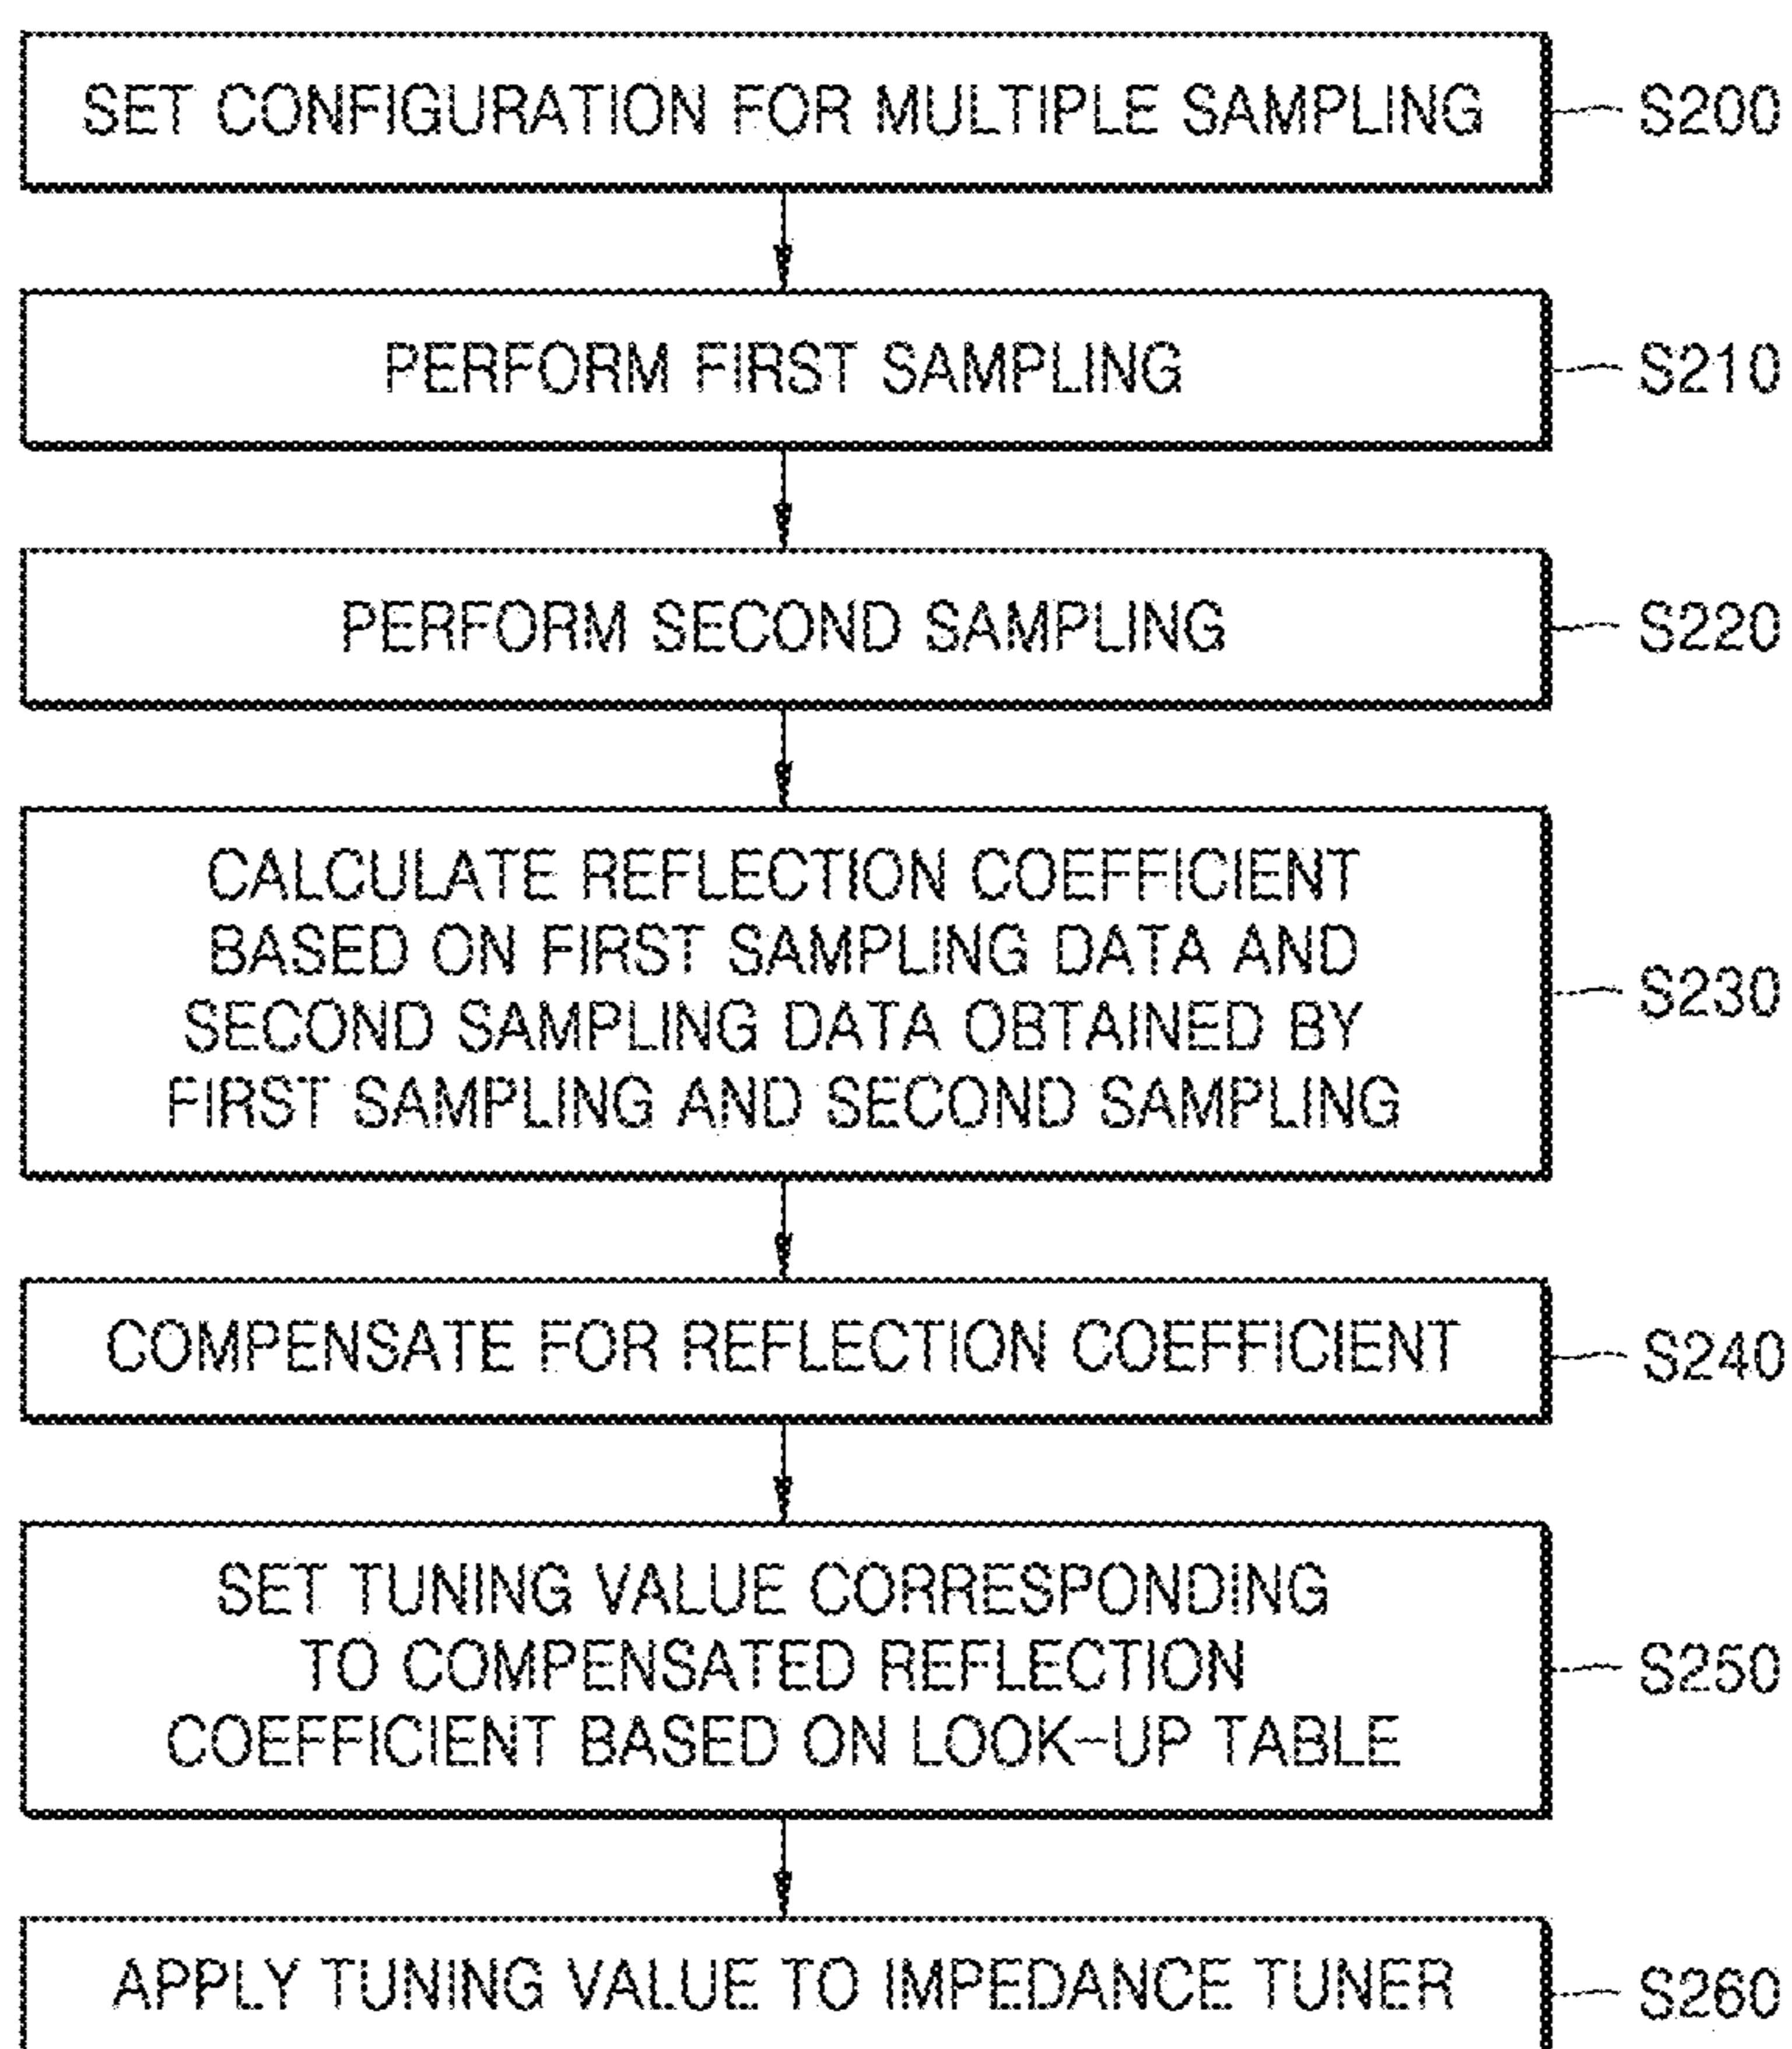 SET CONFIGURATION FOR MULTIPLE SAMPLING
S200
PERFORM FIRST SAMPLING
S210
PERFORM SECOND SAMPLING
S220
CALCULATE REFLECTION COEFFICIENT
BASED ON FIRST SAMPLING DATA AND
SECOND SAMPLING DATA OBTAINED BY
FIRST SAMPLING AND SECOND SAMPLING
S230
COMPENSATE FOR REFLECTION COEFFICIENT
S240
SET TUNING VALUE CORRESPONDING
TO COMPENSATED REFLECTION
COEFFICIENT BASED ON LOOK-UP TABLE
S250
APPLY TUNING VALUE TO IMPEDANCE TUNER
S260